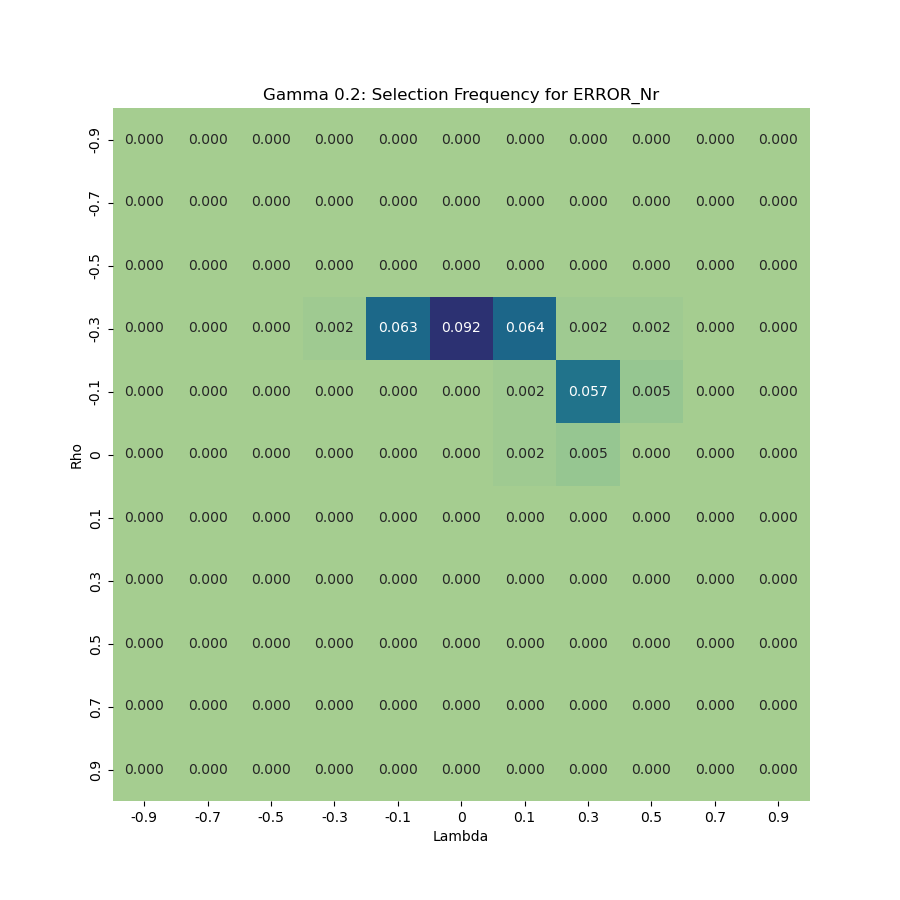 Gamma 0.2: Selection Frequency for ERROR_Nr
-0.9 0.000 0.000 0.000 0.000 0.000 0.000 0.000 0.000 0.000 0.000 0.000
-0.7 0.000 0.000 0.000 0.000 0.000 0.000 0.000 0.000 0.000 0.000 0.000
-0.5 0.000 0.000 0.000 0.000 0.000 0.000 0.000 0.000 0.000 0.000 0.000
-0.3 0.000 0.000 0.000 0.002 0.063 0.092 0.064 0.002 0.002 0.000 0.000
-0.1 0.000 0.000 0.000 0.000 0.000 0.000 0.002 0.057 0.005 0.000 0.000
Rho
0 0.000 0.000 0.000 0.000 0.000 0.000 0.002 0.005 0.000 0.000 0.000
0.1 0.000 0.000 0.000 0.000 0.000 0.000 0.000 0.000 0.000 0.000 0.000
0.3 0.000 0.000 0.000 0.000 0.000 0.000 0.000 0.000 0.000 0.000 0.000
0.5 0.000 0.000 0.000 0.000 0.000 0.000 0.000 0.000 0.000 0.000 0.000
0.7 0.000 0.000 0.000 0.000 0.000 0.000 0.000 0.000 0.000 0.000 0.000
0.9 0.000 0.000 0.000 0.000 0.000 0.000 0.000 0.000 0.000 0.000 0.000
-0.9 -0.7 -0.5 -0.3 -0.1 0 0.1 0.3 0.5 0.7 0.9
Lambda